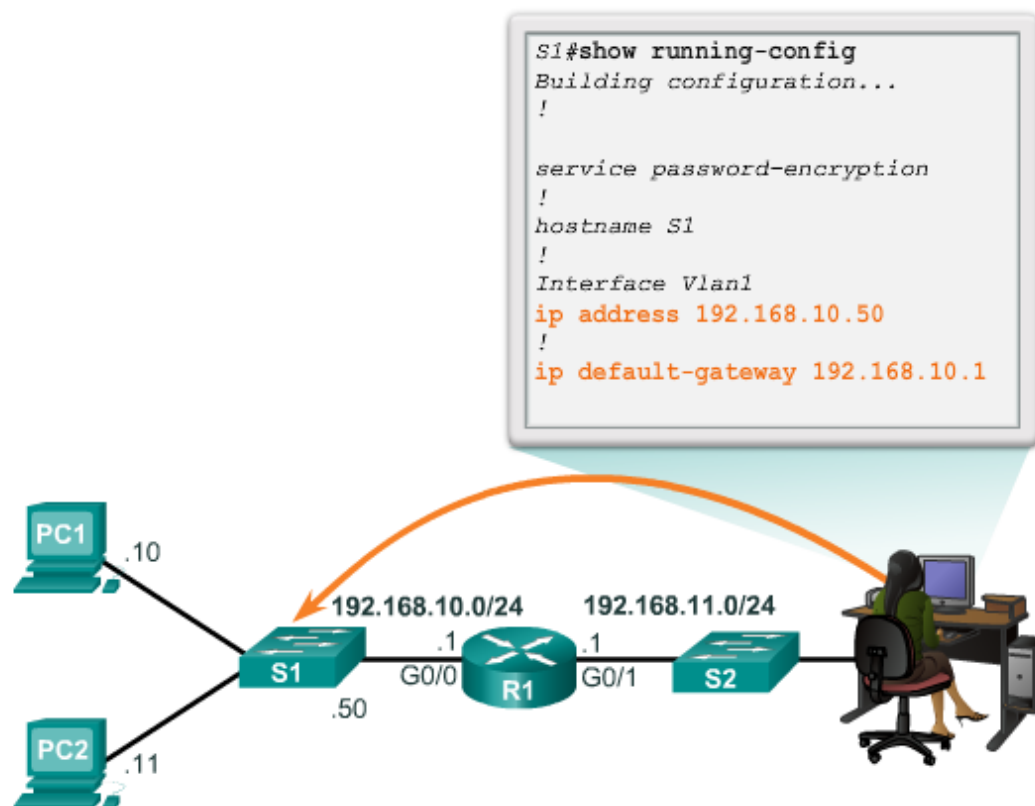 S1#show running-config
Building configuration...
!
service password-encryption
!
hostname S1
!
Interface Vlan1
ip address 192.168.10.50
!
ip default-gateway 192.168.10.1
PC1
.10
192.168.10.0/24
192.168.11.0/24
.1
.1
S1
G0/0
R1
G0/1
S2
.50
PC2
.11